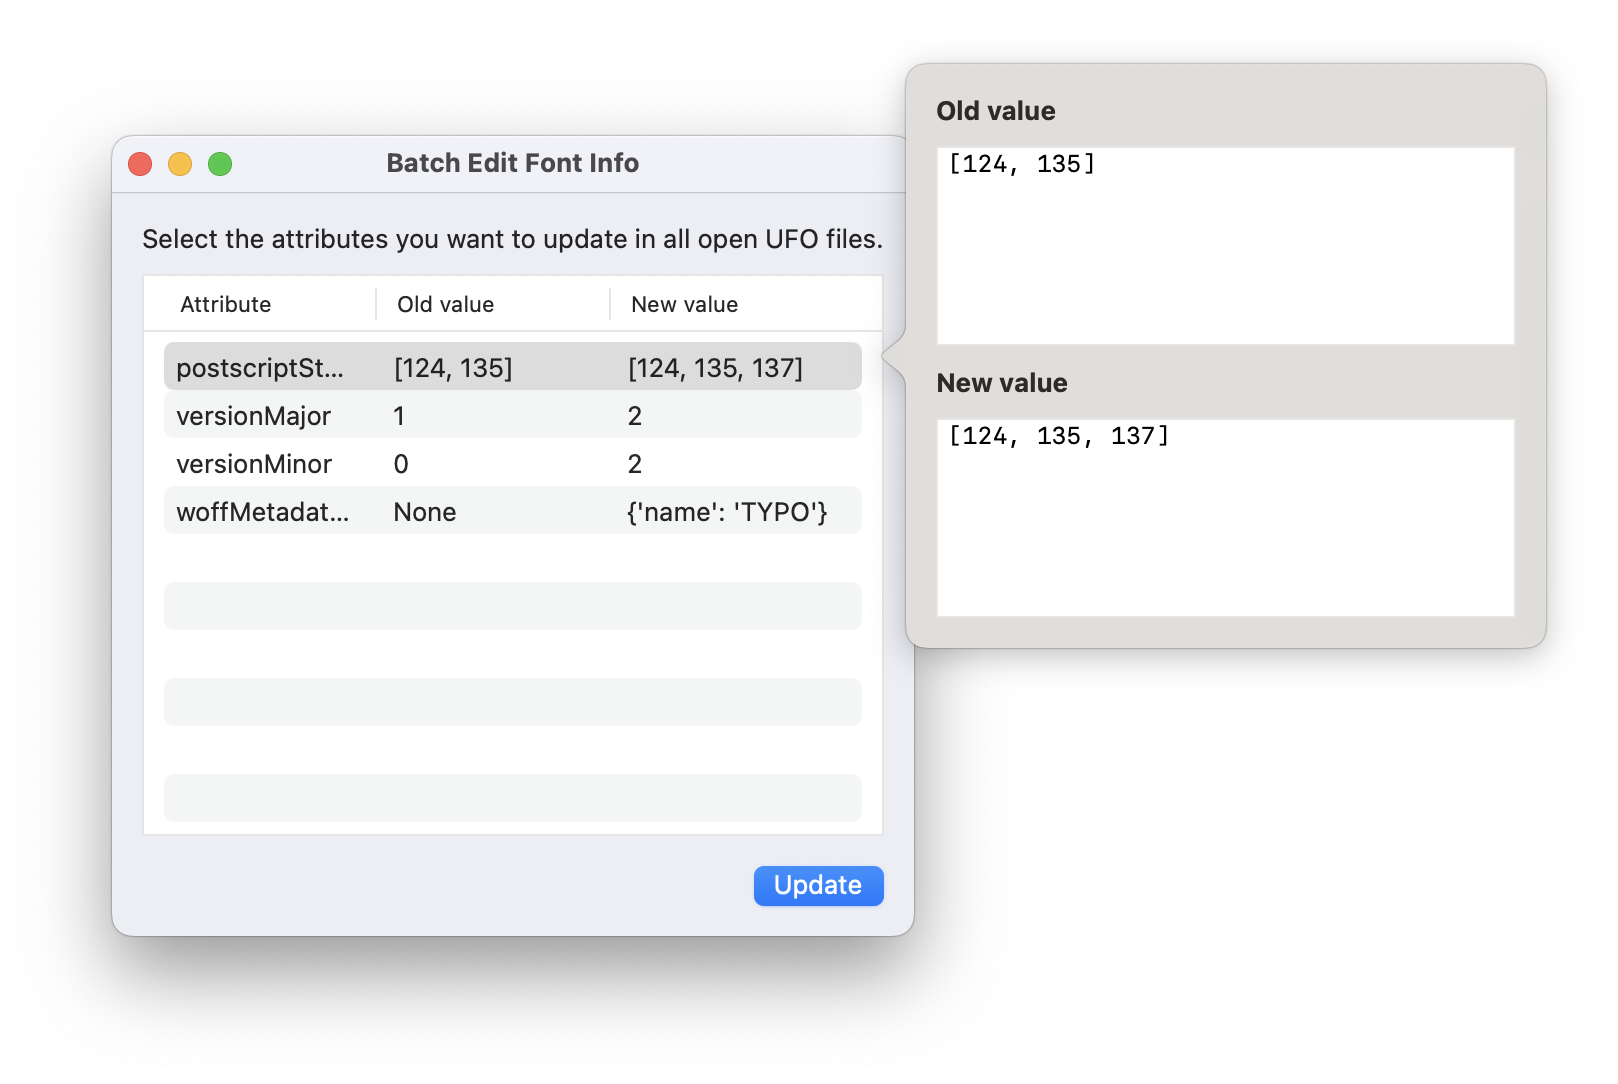 Batch Edit Font Info
Select the attributes you want to update in all open UFO files.
Attribute Old value New value
postscriptSt... [124, 135] [124, 135, 137]
versionMajor 1 2
versionMinor 0 2
woffMetadat... None {'name': 'TYPO'}
Update
Old value
[124, 135]
New value
[124, 135, 137]